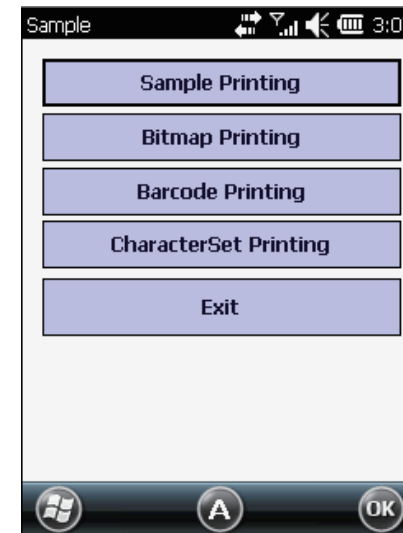 Sample 3:0
Sample Printing
Bitmap Printing
Barcode Printing
CharacterSet Printing
Exit
A OK